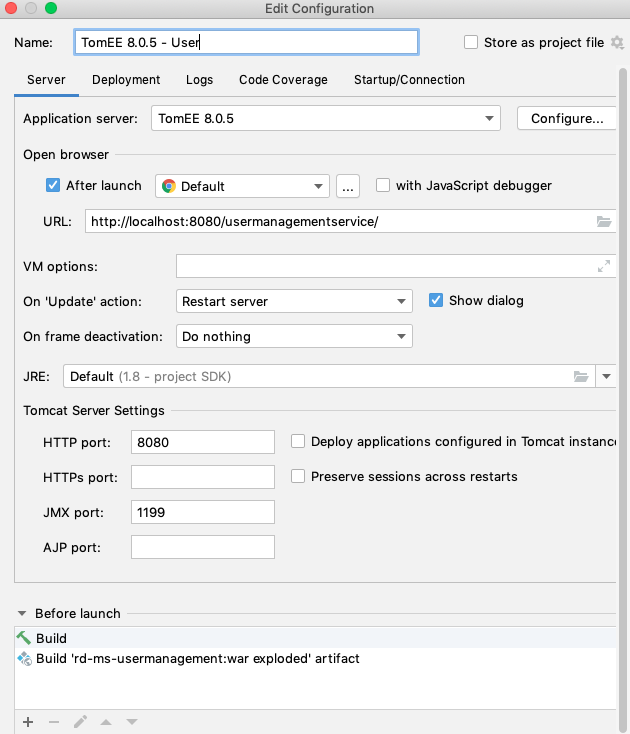 Edit Configuration
Name: TomEE 8.0.5 - User Store as project file
Server Deployment Logs Code Coverage Startup/Connection
Application server: TomEE 8.0.5 Configure...
Open browser
After launch Default ... with JavaScript debugger
URL: http://localhost:8080/usermanagementservice/
VM options:
On 'Update' action: Restart server Show dialog
On frame deactivation: Do nothing
JRE: Default (1.8 - project SDK)
Tomcat Server Settings
HTTP port: 8080 Deploy applications configured in Tomcat instance
HTTPs port: Preserve sessions across restarts
JMX port: 1199
AJP port:
Before launch
Build
Build 'rd-ms-usermanagement:war exploded' artifact